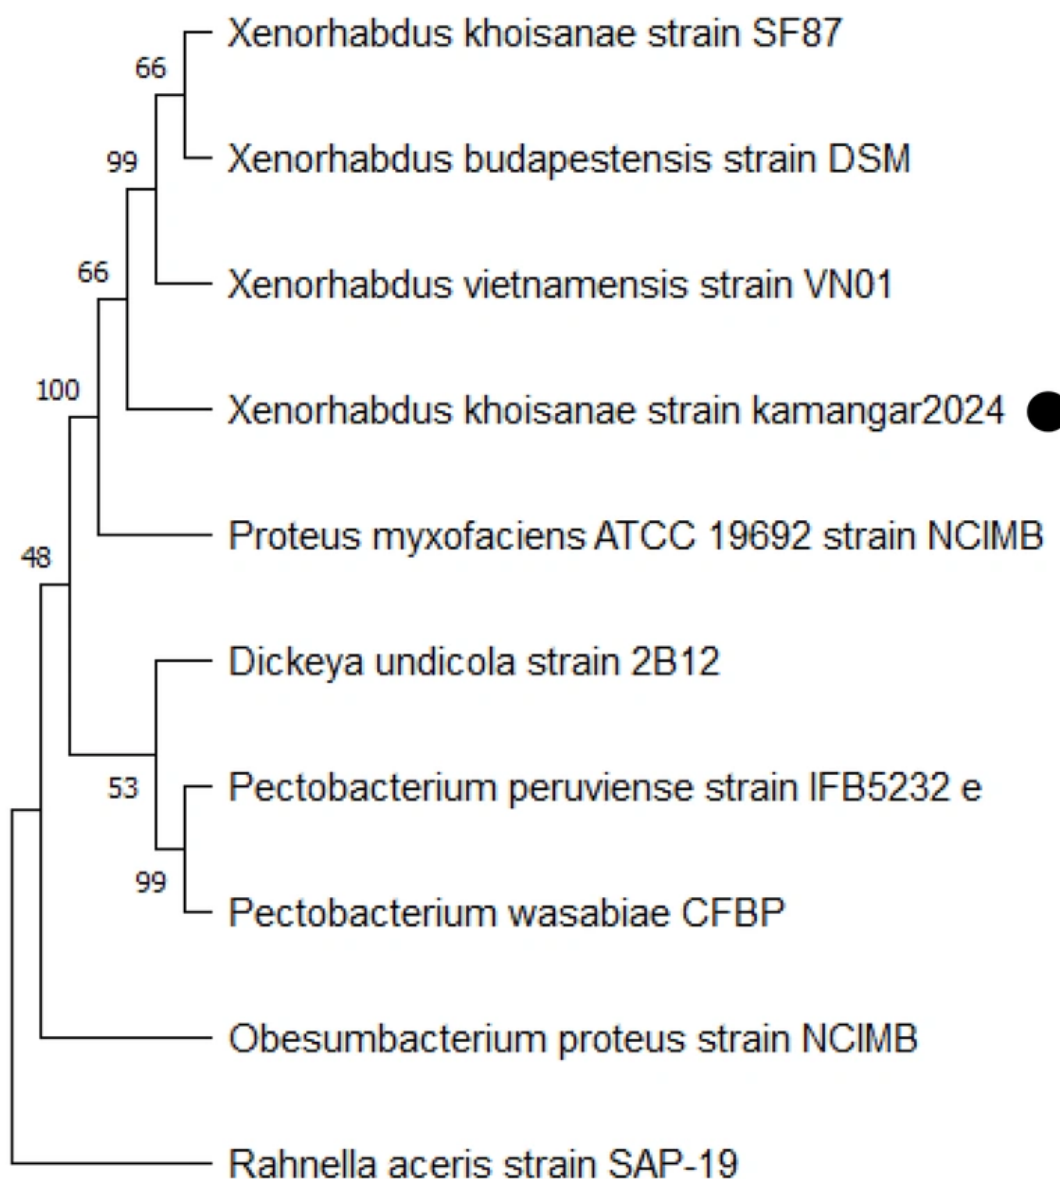 Xenorhabdus khoisanae strain SF87
66
Xenorhabdus budapestensis strain DSM
99
66
Xenorhabdus vietnamensis strain VN01
100
Xenorhabdus khoisanae strain kamangar2024
Proteus myxofaciens ATCC 19692 strain NCIMB
48
Dickeya undicola strain 2B12
53
Pectobacterium peruviense strain IFB5232 e
99
Pectobacterium wasabiae CFBP
Obesumbacterium proteus strain NCIMB
Rahnella aceris strain SAP-19